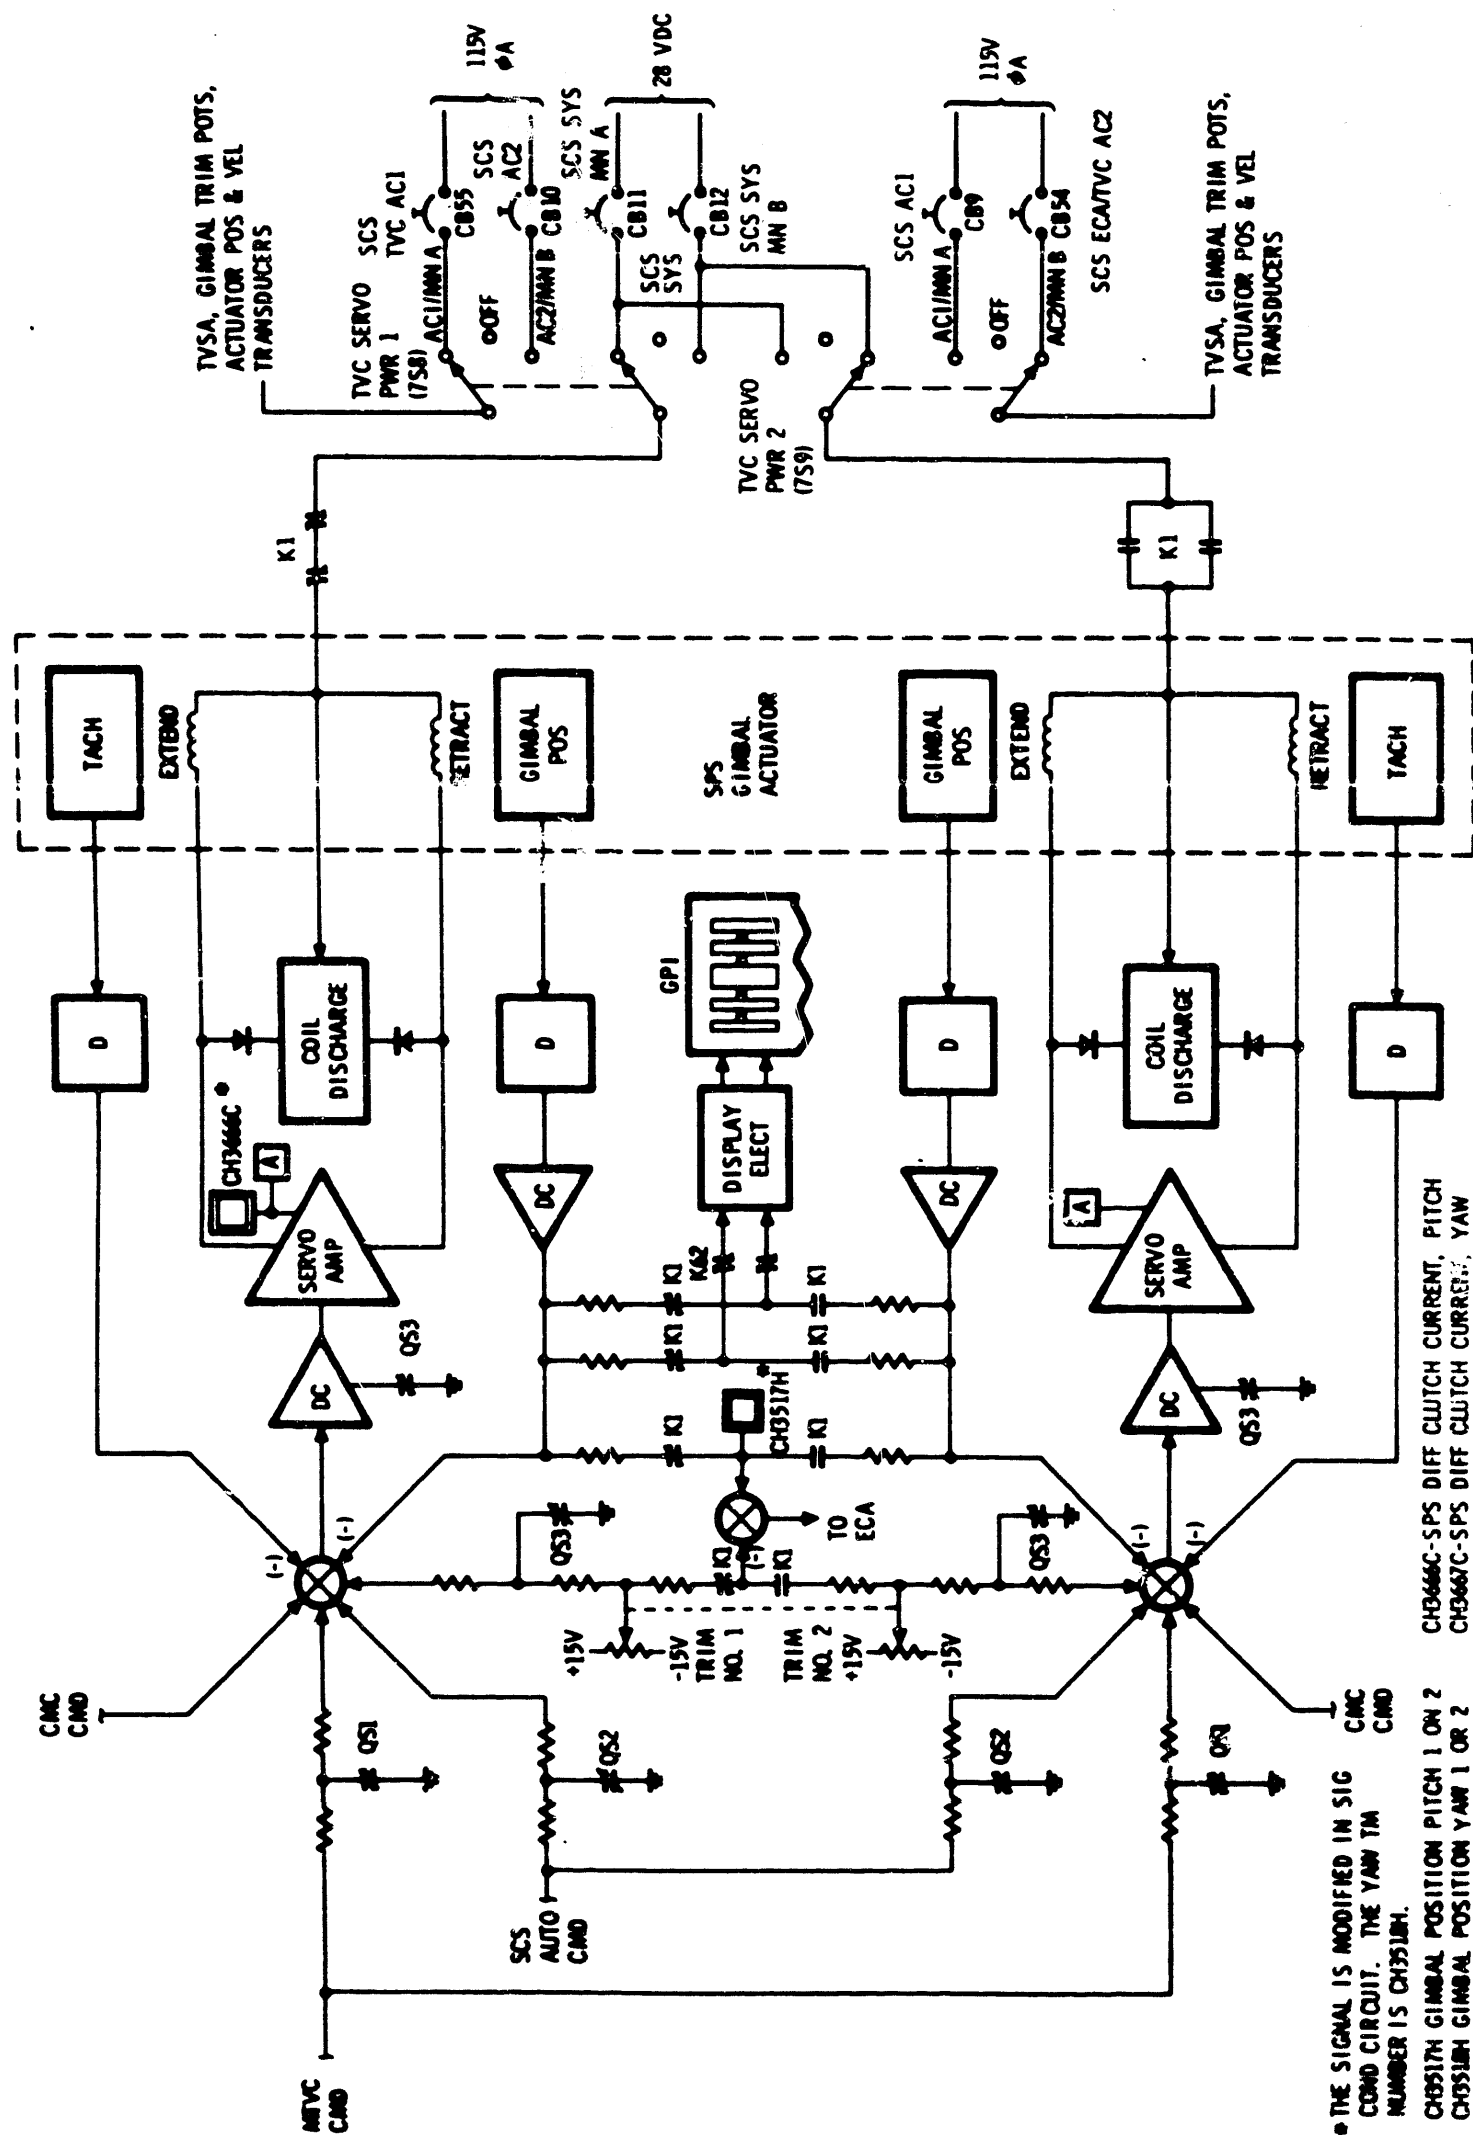 MTVC
CMD
CMC
CMD
SCS
AUTO
CMD
QS1
QS2
QS2
QS1
CMC
CMD
+15V
-15V
TRIM
NO. 1
TRIM
NO. 2
+15V
-15V
(-)
(-)
QS3
K1
(-)
K1
TO
ECA
QS3
(-)
(-)
DC
QS3
K1
CH3517H
*
K1
K1
K1
K1
K62
K1
DC
QS3
SERVO
AMP
A
CH3666C *
DC
DISPLAY
ELECT
DC
SERVO
AMP
A
D
COIL
DISCHARGE
D
GPI
D
COIL
DISCHARGE
D
TACH
EXTEND
RETRACT
GIMBAL
POS
SPS
GIMBAL
ACTUATOR
GIMBAL
POS
EXTEND
RETRACT
TACH
K1
K1
TVSA, GIMBAL TRIM POTS,
ACTUATOR POS & VEL
TRANSDUCERS
TVC SERVO
PWR 1
(7S8)
AC1/MN A
OFF
AC2/MN B
SCS
TVC AC1
CB55
SCS
AC2
CB10
115V
ΦA
SCS SYS
MN A
CB11
SCS
SYS
CB12
SCS SYS
MN B
28 VDC
TVC SERVO
PWR 2
(7S9)
SCS AC1
AC1/MN A
CB9
OFF
AC2/MN B
CB54
SCS ECA/TVC AC2
115V
ΦA
TVSA, GIMBAL TRIM POTS,
ACTUATOR POS & VEL
TRANSDUCERS
* THE SIGNAL IS MODIFIED IN SIG
COND CIRCUIT. THE YAW TM
NUMBER IS CH3518H.
CH3517H GIMBAL POSITION PITCH 1 ON 2
CH3518H GIMBAL POSITION YAW 1 OR 2
CH3666C-SPS DIFF CLUTCH CURRENT, PITCH
CH3667C-SPS DIFF CLUTCH CURRENT, YAW